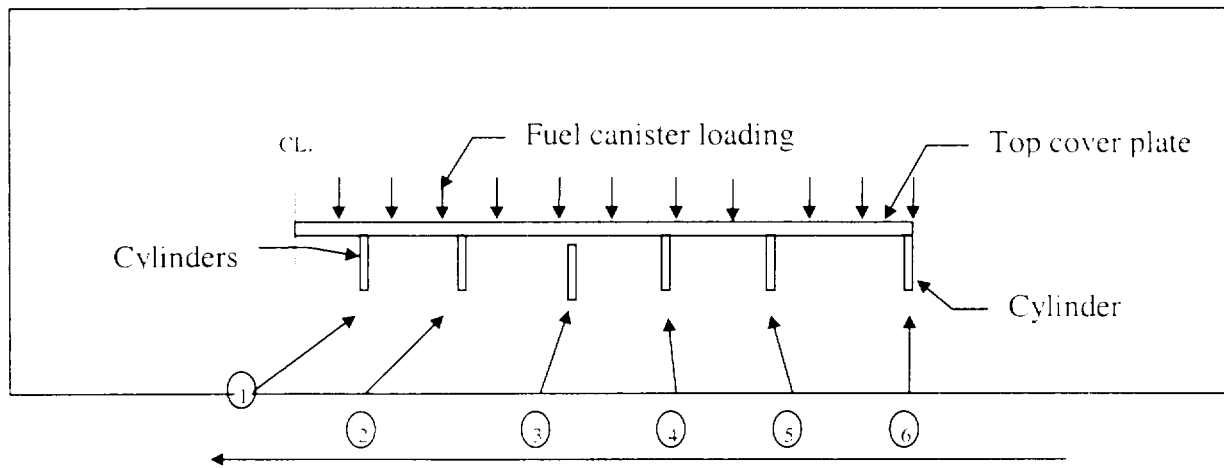 Fuel canister loading
Top cover plate
CL.
Cylinders
Cylinder
1
2
3
4
5
6